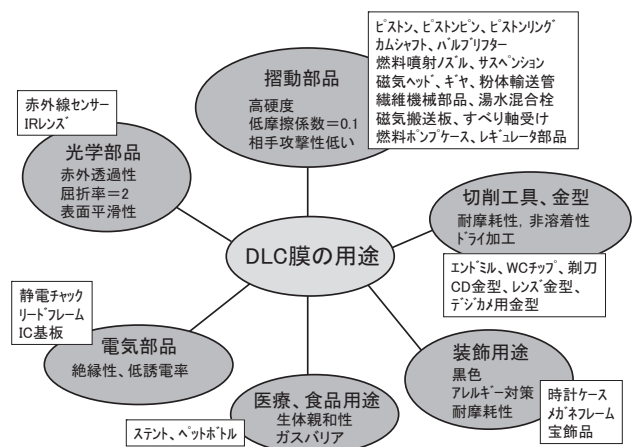 ピストン、ピストンピン、ピストンリング
カムシャフト、バルブリフター
燃料噴射ノズル、サスペンション
磁気ヘッド、ギヤ、粉体輸送管
繊維機械部品、湯水混合栓
磁気搬送板、すべり軸受け
燃料ポンプケース、レギュレータ部品
摺動部品
高硬度
低摩擦係数=0.1
相手攻撃性低い
赤外線センサー
IRレンズ
光学部品
赤外透過性
屈折率=2
表面平滑性
切削工具、金型
耐摩耗性, 非溶着性
ドライ加工
エンドミル、WCチップ、剃刀
CD金型、レンズ金型、
デジカメ用金型
DLC膜の用途
静電チャック
リードフレーム
IC基板
電気部品
絶縁性、低誘電率
装飾用途
黒色
アレルギー対策
耐摩耗性
時計ケース
メガネフレーム
宝飾品
医療、食品用途
生体親和性
ガスバリア
ステント、ペットボトル